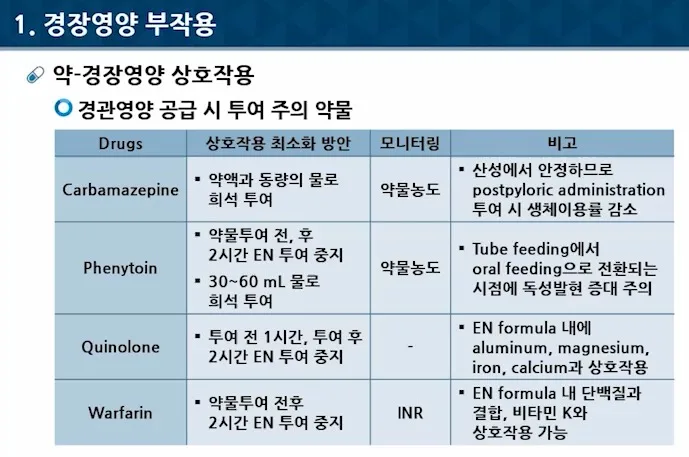 1. 경장영양 부작용
약-경장영양 상호작용
경관영양 공급 시 투여 주의 약물
Drugs 상호작용 최소화 방안 모니터링 비고
Carbamazepine
▪ 약액과 동량의 물로
희석 투여
약물농도
▪ 산성에서 안정하므로
postpyloric administration
투여 시 생체이용률 감소
Phenytoin
▪ 약물투여 전, 후
2시간 EN 투여 중지
▪ 30~60 mL 물로
희석 투여
약물농도
▪ Tube feeding에서
oral feeding으로 전환되는
시점에 독성발현 증대 주의
Quinolone
▪ 투여 전 1시간, 투여 후
2시간 EN 투여 중지
-
▪ EN formula 내에
aluminum, magnesium,
iron, calcium과 상호작용
Warfarin
▪ 약물투여 전후
2시간 EN 투여 중지
INR
▪ EN formula 내 단백질과
결합, 비타민 K와
상호작용 가능